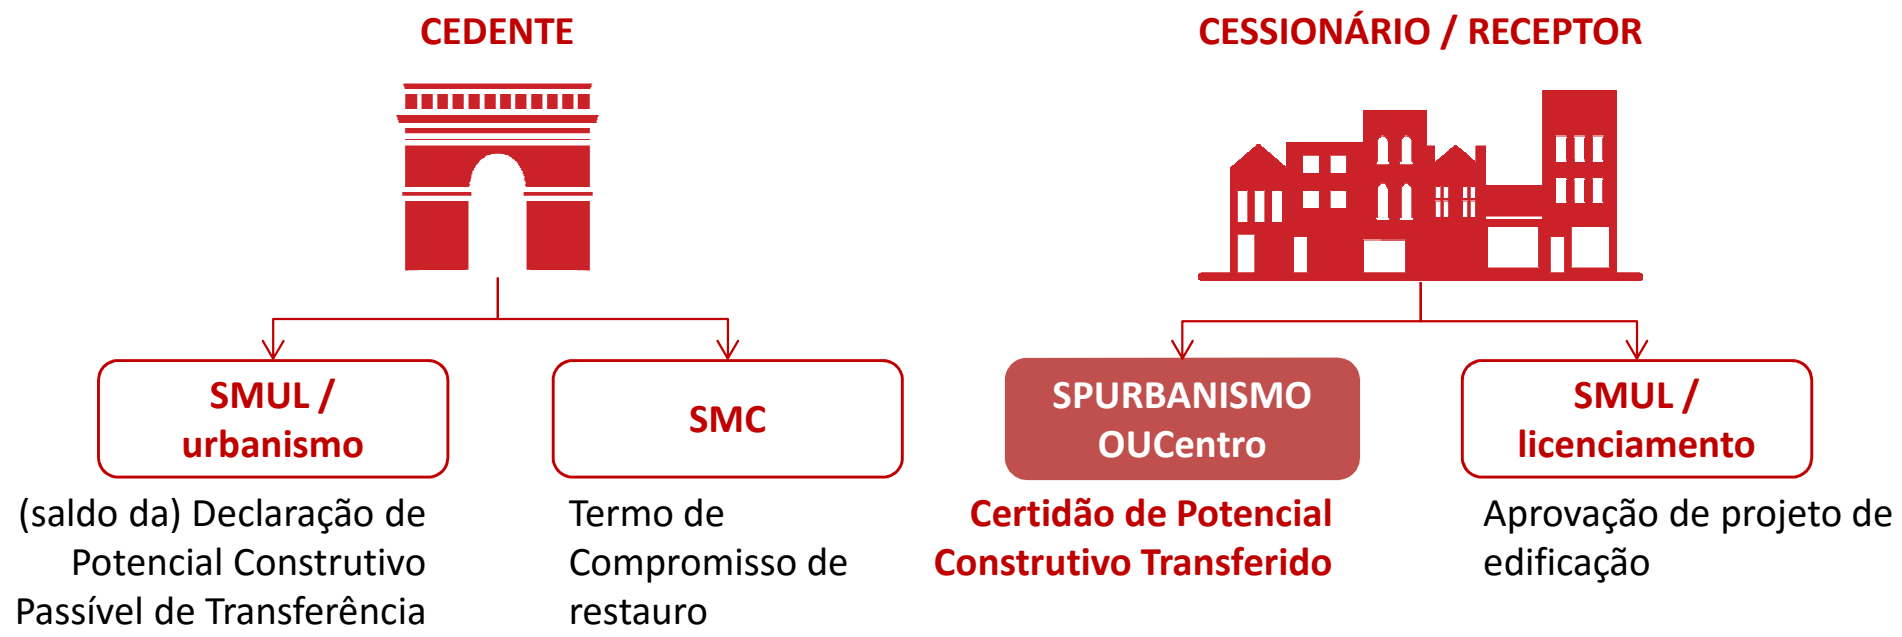 CEDENTE
SMUL /
urbanismo
(saldo da) Declaração de
Potencial Construtivo
Passível de Transferência
SMC
Termo de
Compromisso de
restauro
CESSIONÁRIO / RECEPTOR
SPURBANISMO
OUCentro
Certidão de Potencial
Construtivo Transferido
SMUL /
licenciamento
Aprovação de projeto de
edificação